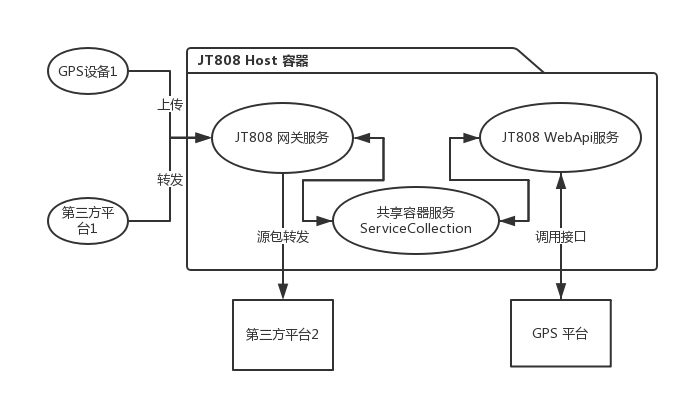 JT808 Host 容器
GPS设备1
上传
JT808 网关服务
JT808 WebApi服务
转发
第三方平
台1
共享容器服务
ServiceCollection
源包转发
调用接口
第三方平台2
GPS 平台